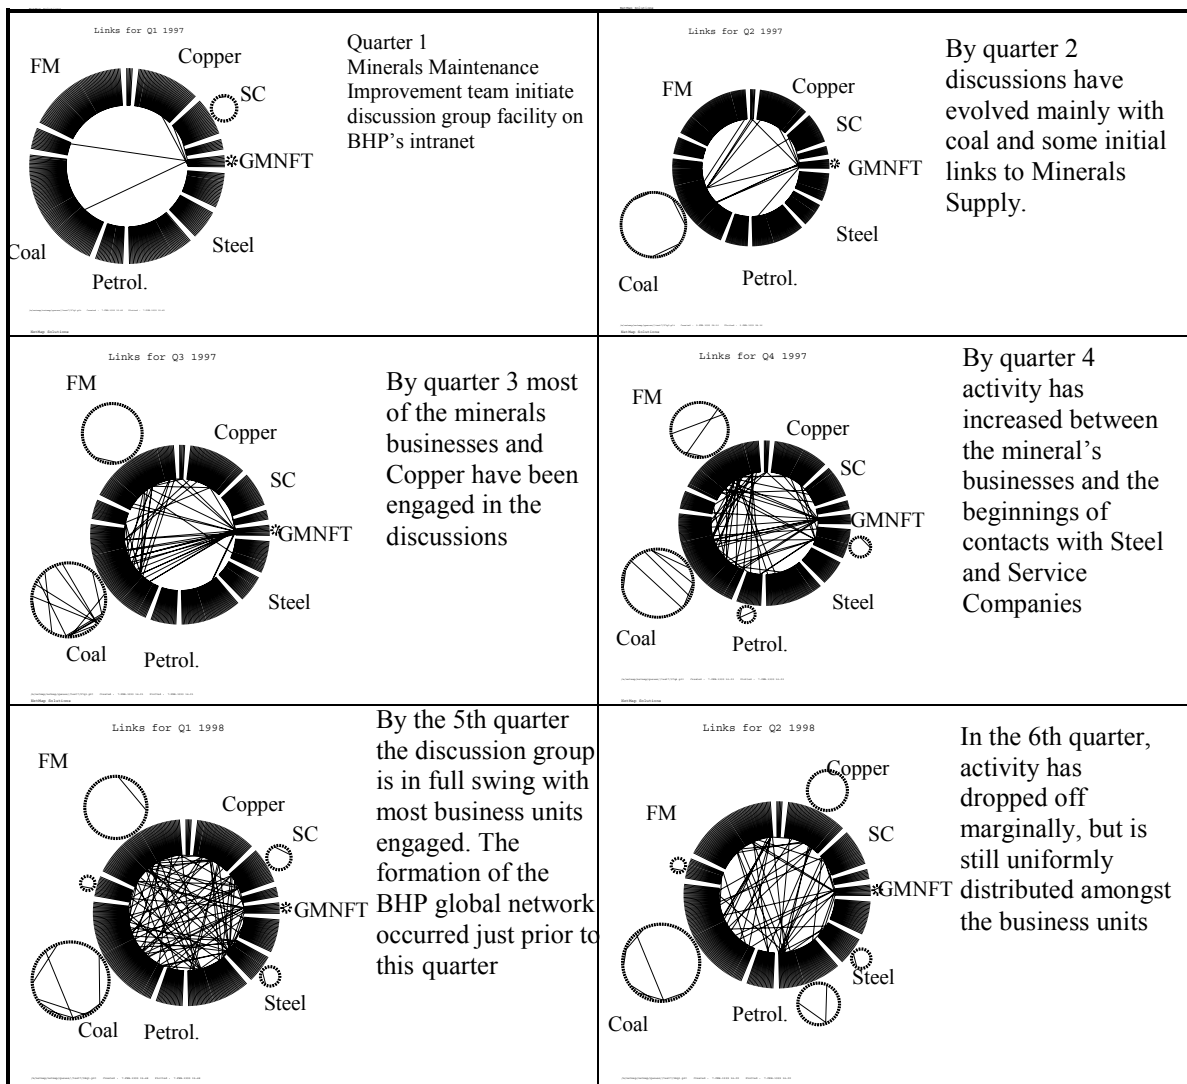 Links for Q1 1997
FM
Copper
SC
GMNFT
Steel
Coal
Petrol.
Quarter 1
Minerals Maintenance
Improvement team initiate
discussion group facility on
BHP's intranet
NetMap Solutions
Links for Q2 1997
FM
Copper
SC
GMNFT
Steel
Coal
Petrol.
By quarter 2
discussions have
evolved mainly with
coal and some initial
links to Minerals
Supply.
NetMap Solutions
Links for Q3 1997
FM
Copper
SC
GMNFT
Steel
Coal
Petrol.
By quarter 3 most
of the minerals
businesses and
Copper have been
engaged in the
discussions
NetMap Solutions
Links for Q4 1997
FM
Copper
SC
GMNFT
Steel
Coal
Petrol.
By quarter 4
activity has
increased between
the mineral's
businesses and the
beginnings of
contacts with Steel
and Service
Companies
Links for Q1 1998
FM
Copper
SC
GMNFT
Steel
Coal
Petrol.
By the 5th quarter
the discussion group
is in full swing with
most business units
engaged. The
formation of the
BHP global network
occurred just prior to
this quarter
Links for Q2 1998
Copper
FM
SC
GMNFT
Steel
Petrol.
Coal
In the 6th quarter,
activity has
dropped off
marginally, but is
still uniformly
distributed amongst
the business units